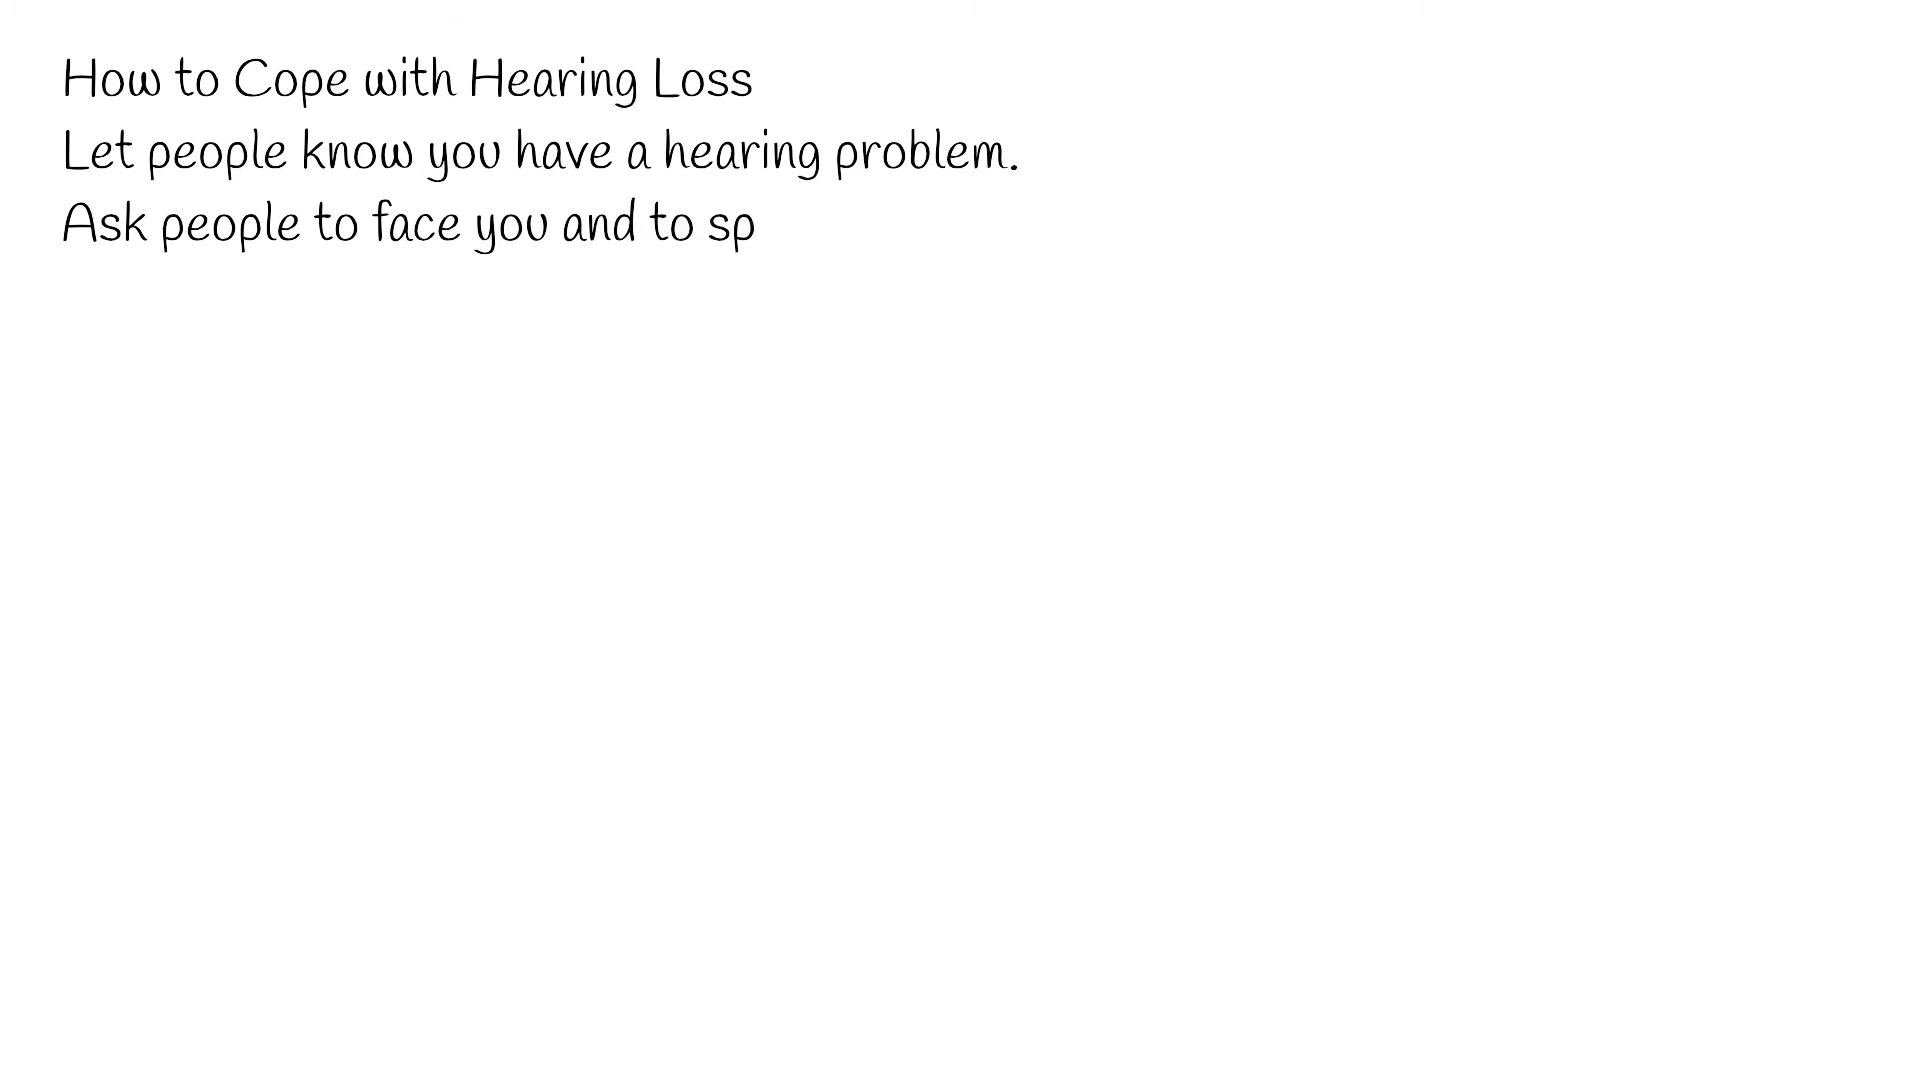 How to Cope with Hearing Loss
Let people know you have a hearing problem.
Ask people to face you and to sp